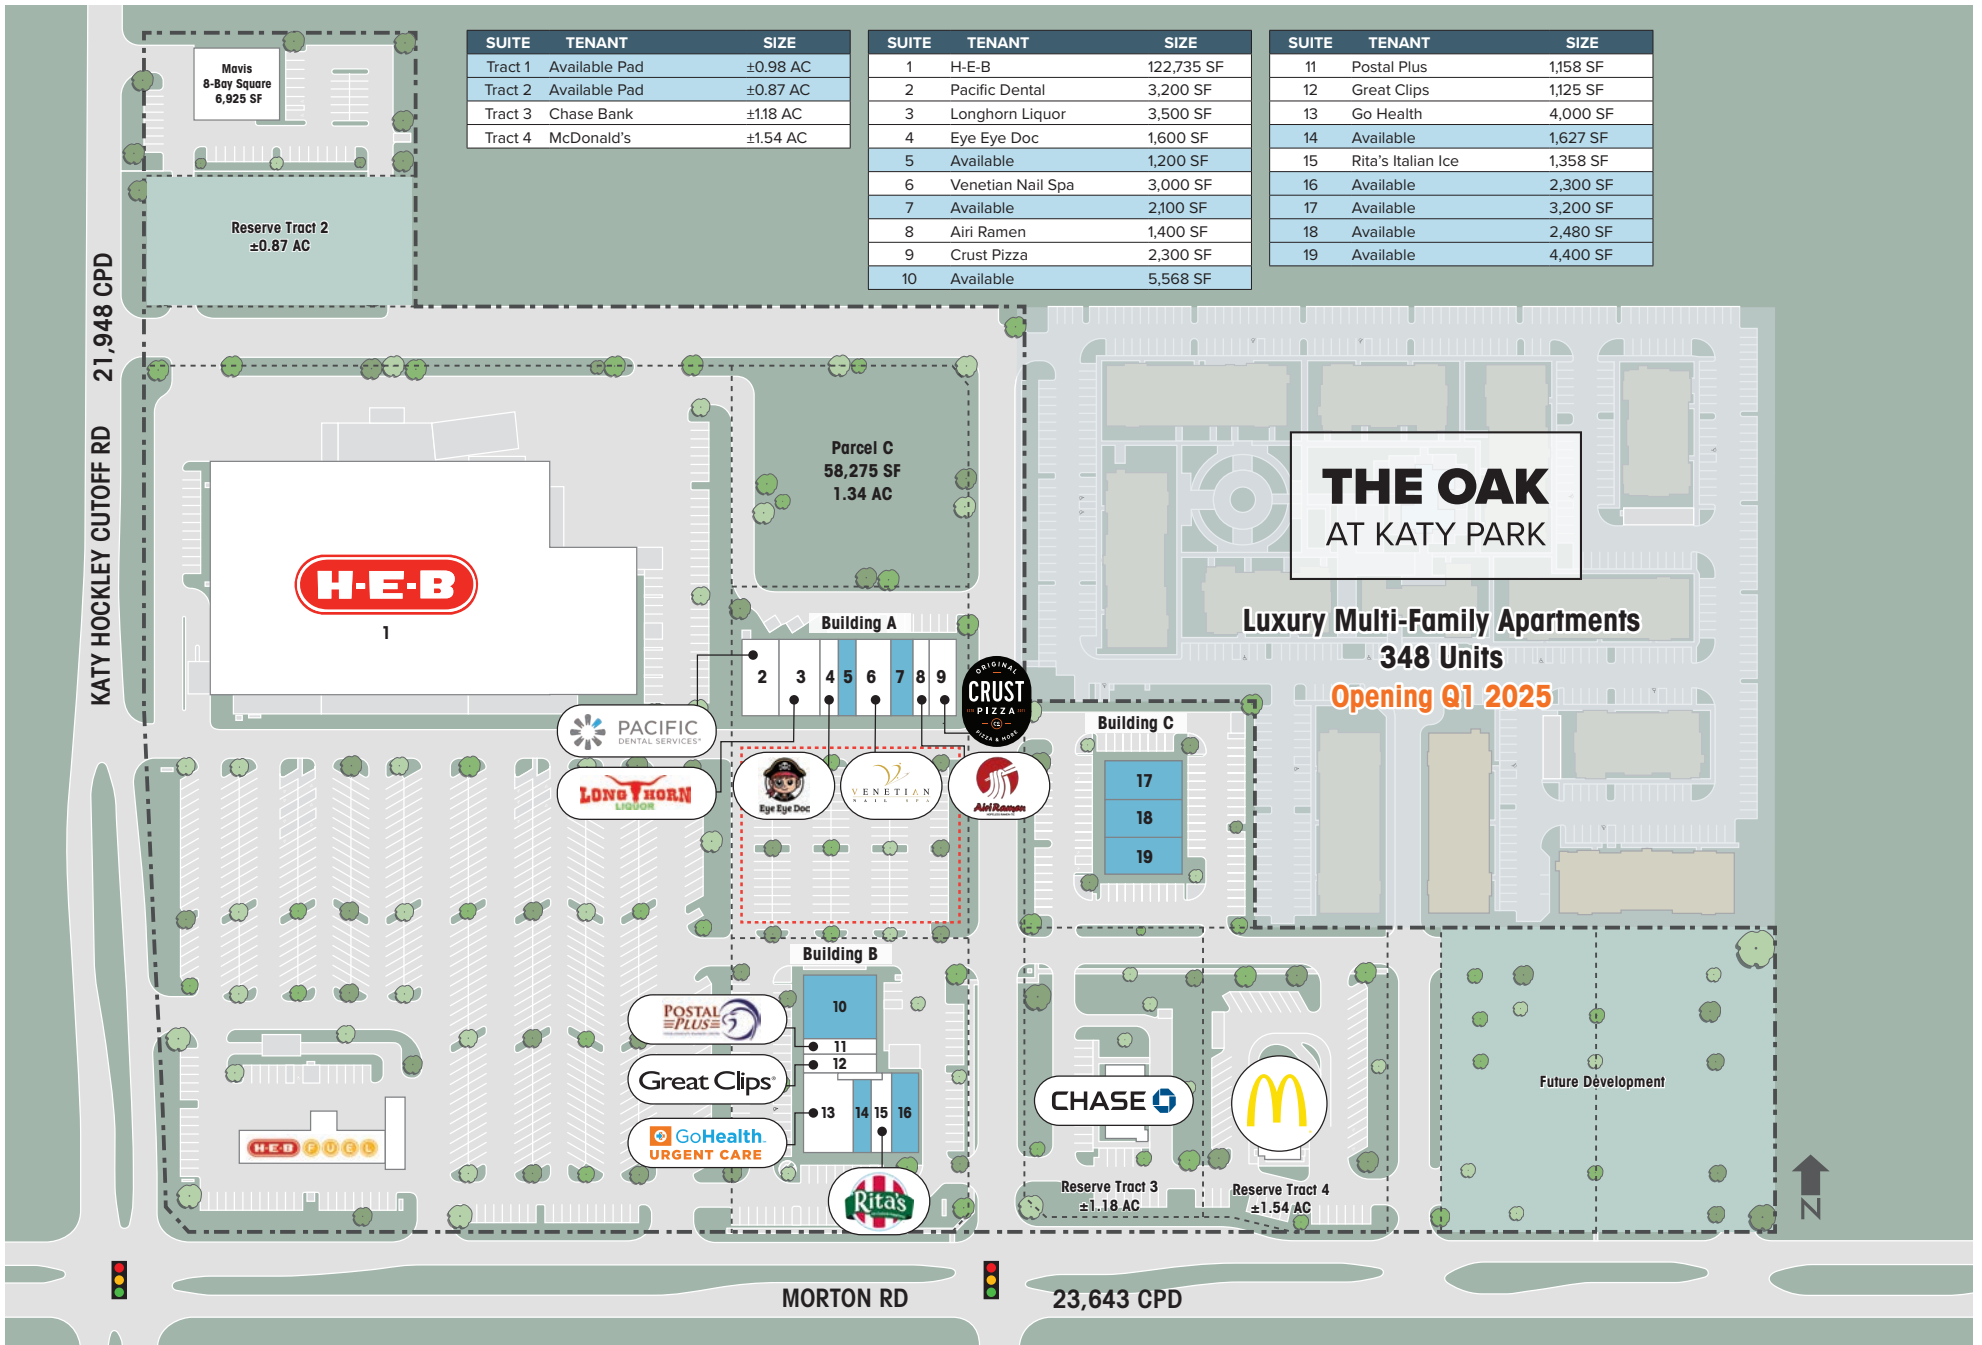 SUITE TENANT SIZE
Tract 1 Available Pad ±0.98 AC
Tract 2 Available Pad ±0.87 AC
Tract 3 Chase Bank ±1.18 AC
Tract 4 McDonald's ±1.54 AC
SUITE TENANT SIZE
1 H-E-B 122,735 SF
2 Pacific Dental 3,200 SF
3 Longhorn Liquor 3,500 SF
4 Eye Eye Doc 1,600 SF
5 Available 1,200 SF
6 Venetian Nail Spa 3,000 SF
7 Available 2,100 SF
8 Airi Ramen 1,400 SF
9 Crust Pizza 2,300 SF
10 Available 5,568 SF
SUITE TENANT SIZE
11 Postal Plus 1,158 SF
12 Great Clips 1,125 SF
13 Go Health 4,000 SF
14 Available 1,627 SF
15 Rita's Italian Ice 1,358 SF
16 Available 2,300 SF
17 Available 3,200 SF
18 Available 2,480 SF
19 Available 4,400 SF
Mavis
8-Bay Square
6,925 SF
Reserve Tract 2
±0.87 AC
KATY HOCKLEY CUTOFF RD 21,948 CPD
Parcel C
58,275 SF
1.34 AC
H-E-B
1
THE OAK
AT KATY PARK
Luxury Multi-Family Apartments
348 Units
Opening Q1 2025
Building A
2 3 4 5 6 7 8 9
ORIGINAL
CRUST
PIZZA
PIZZA & MORE
PACIFIC
DENTAL SERVICES
LONGHORN
LIQUOR
Eye Eye Doc
VENETIAN
NAIL SPA
Airi Ramen
Building C
17
18
19
Building B
10
11
12
13 14 15 16
POSTAL
PLUS
Great Clips
GoHealth
URGENT CARE
Rita's
H-E-B FUEL
CHASE
Reserve Tract 3
±1.18 AC
Reserve Tract 4
±1.54 AC
Future Development
N
MORTON RD 23,643 CPD